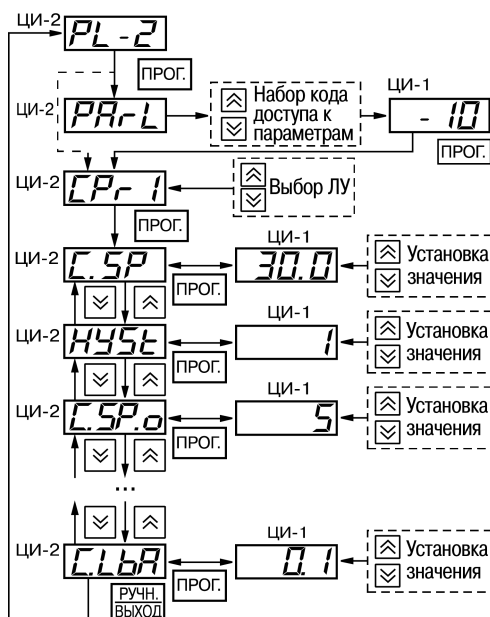 ЦИ-2 PL-2
ПРОГ.
ЦИ-2 PArL
Набор кода
доступа к
параметрам
ЦИ-1
- 10
ПРОГ.
ЦИ-2 CPr 1
Выбор ЛУ
ПРОГ.
ЦИ-2 C.SP
ПРОГ.
ЦИ-1
30.0
Установка
значения
ЦИ-2 HYSt
ПРОГ.
ЦИ-1
1
Установка
значения
ЦИ-2 C.SP.o
ПРОГ.
ЦИ-1
5
Установка
значения
...
ЦИ-2 C.LbA
ПРОГ.
ЦИ-1
0.1
Установка
значения
РУЧН.
ВЫХОД